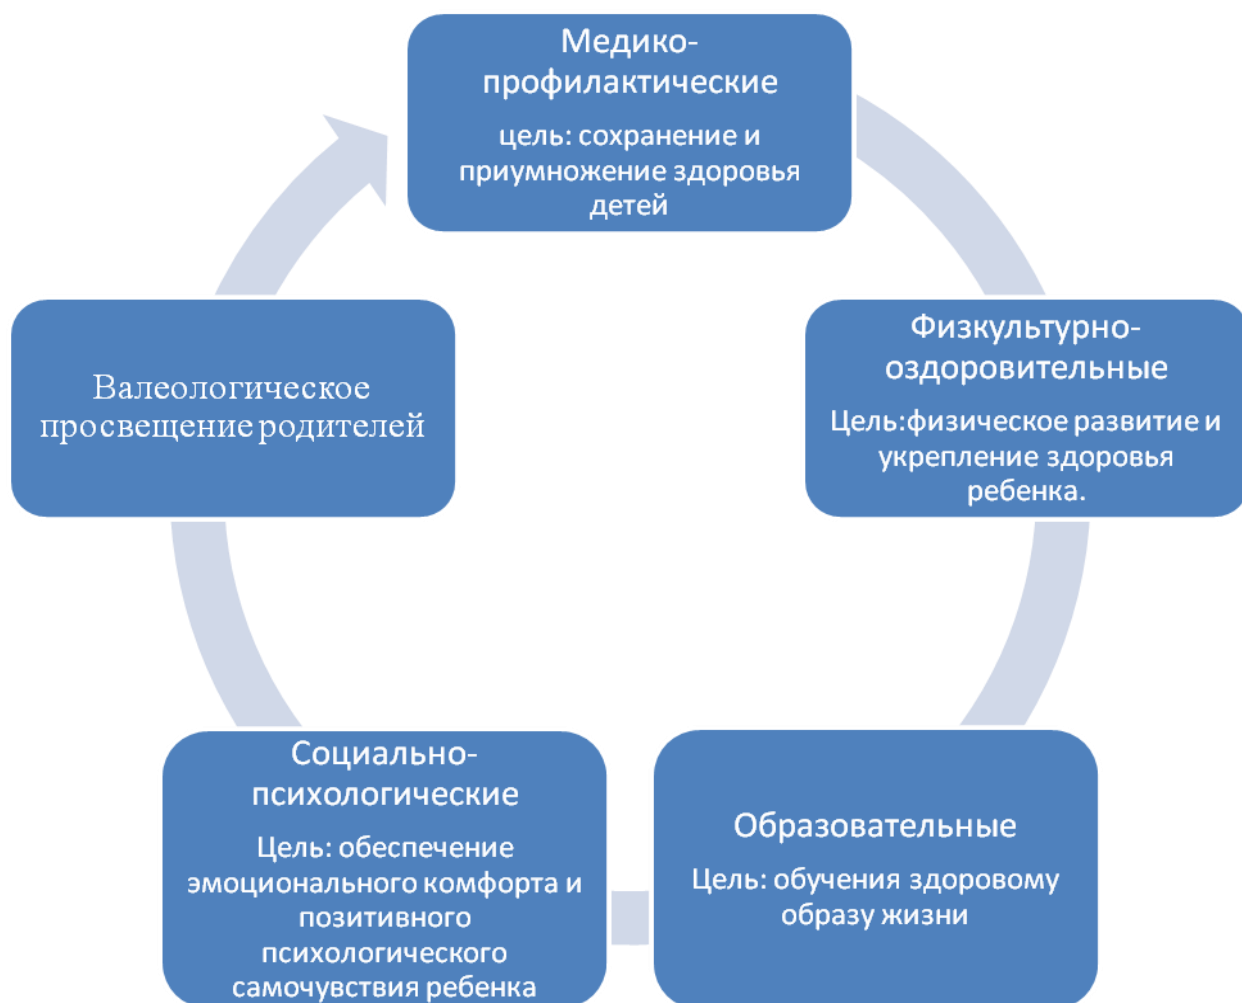 Медико-
профилактические
цель: сохранение и
приумножение здоровья
детей
Физкультурно-
оздоровительные
Цель:физическое развитие и
укрепление здоровья
ребенка.
Образовательные
Цель: обучения здоровому
образу жизни
Социально-
психологические
Цель: обеспечение
эмоционального комфорта и
позитивного
психологического
самочувствия ребенка
Валеологическое
просвещение родителей